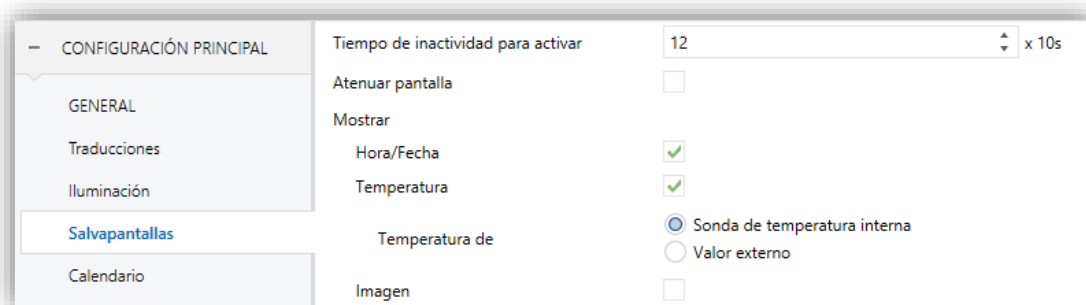 CONFIGURACIÓN PRINCIPAL
GENERAL
Traducciones
Iluminación
Salvapantallas
Calendario
Tiempo de inactividad para activar 12 x 10s
Atenuar pantalla
Mostrar
Hora/Fecha
Temperatura
Temperatura de Sonda de temperatura interna
Valor externo
Imagen